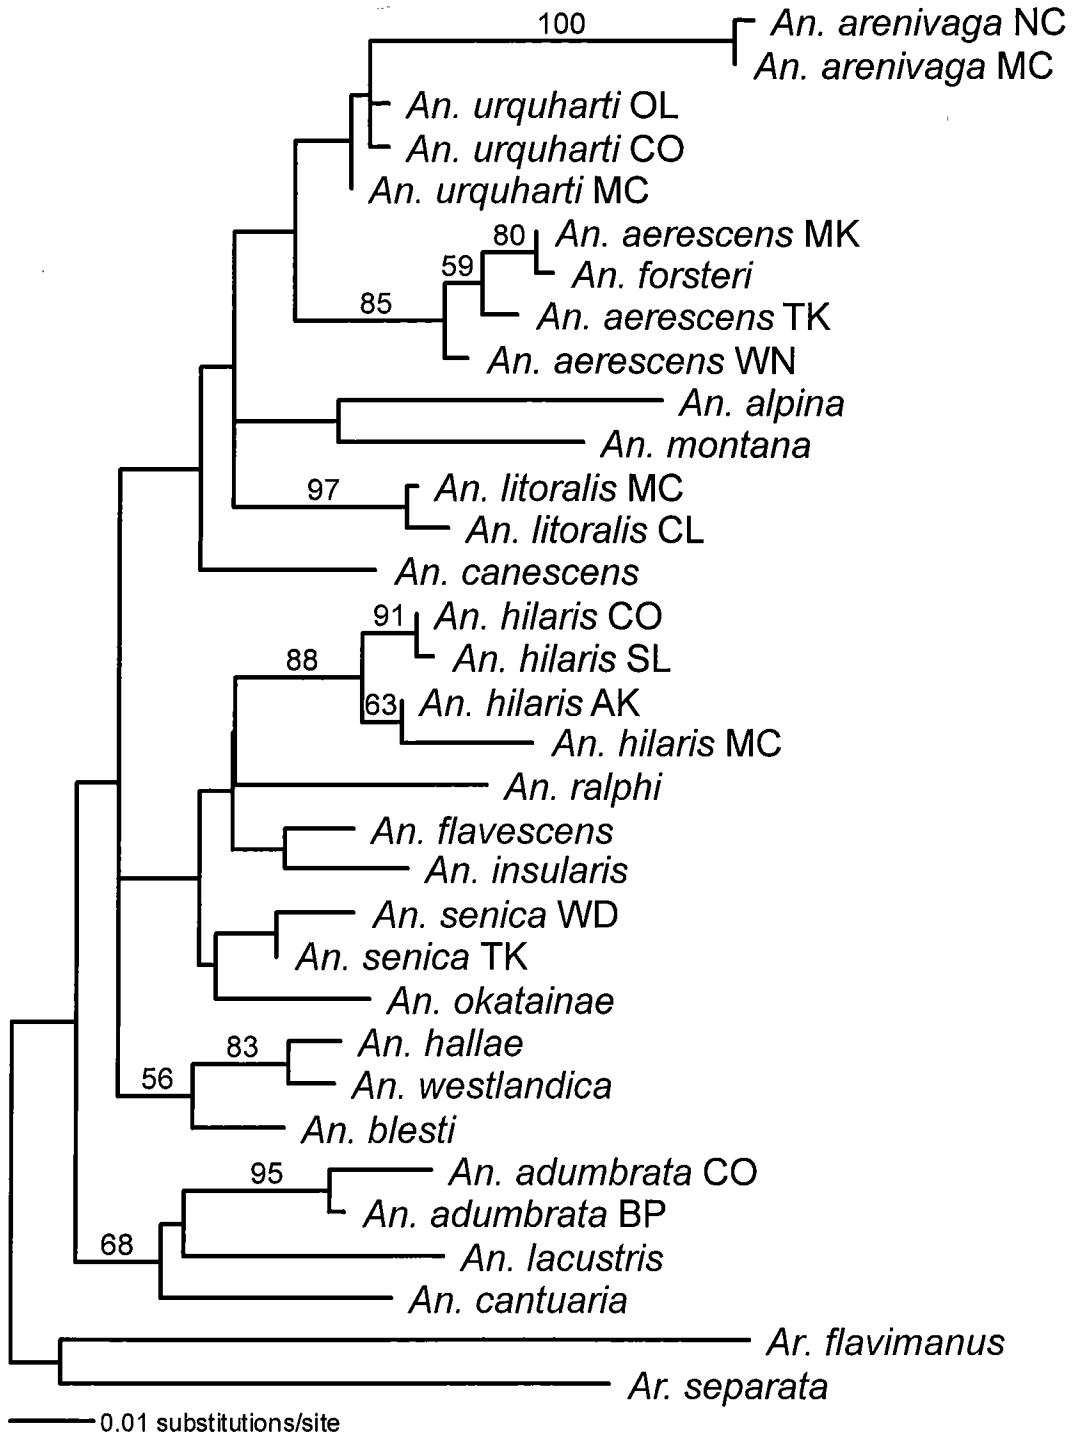 100
An. arenivaga NC
An. arenivaga MC
An. urquharti OL
An. urquharti CO
An. urquharti MC
80
An. aerescens MK
59
An. forsteri
85
An. aerescens TK
An. aerescens WN
An. alpina
An. montana
97
An. litoralis MC
An. litoralis CL
An. canescens
91
An. hilaris CO
88
An. hilaris SL
63
An. hilaris AK
An. hilaris MC
An. ralphi
An. flavescens
An. insularis
An. senica WD
An. senica TK
An. okatainae
83
An. hallae
56
An. westlandica
An. blesti
95
An. adumbrata CO
An. adumbrata BP
68
An. lacustris
An. cantuaria
Ar. flavimanus
Ar. separata
0.01 substitutions/site